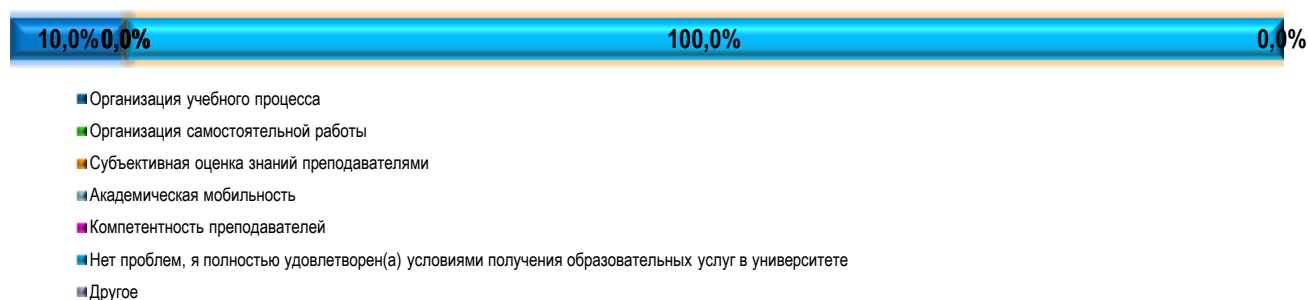 10,0%0,0% 100,0% 0,0%
Организация учебного процесса
Организация самостоятельной работы
Субъективная оценка знаний преподавателями
Академическая мобильность
Компетентность преподавателей
Нет проблем, я полностью удовлетворен(а) условиями получения образовательных услуг в университете
Другое